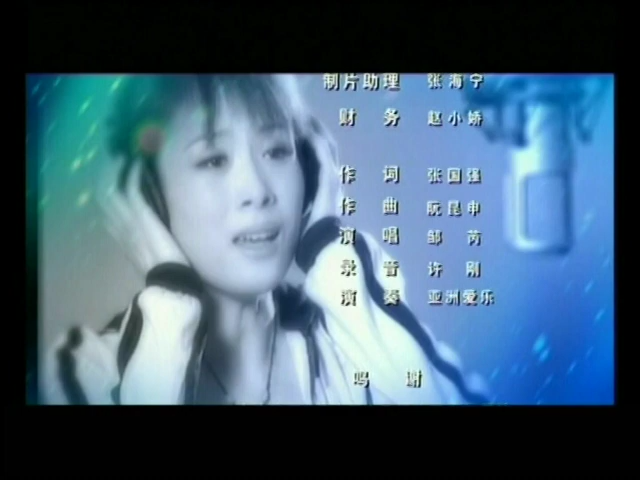 制片助理 张海宁
财务 赵小娇
作词 张国强
作曲 阮昆申
演唱 邹芮
录音 许刚
演奏 亚洲爱乐
鸣谢